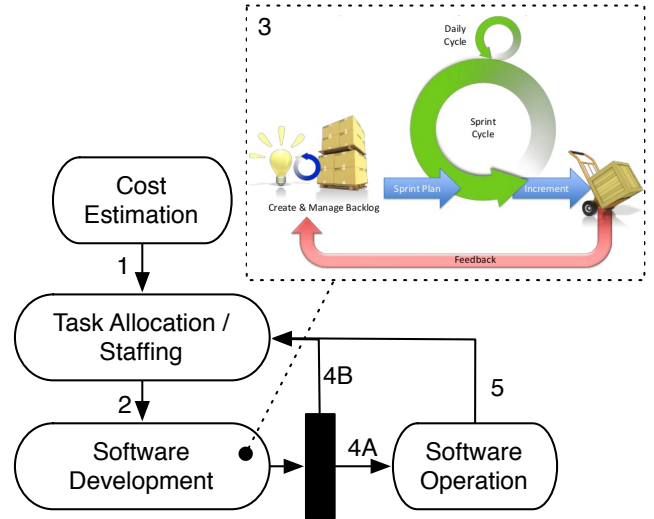 3
Daily
Cycle
Sprint
Cycle
Sprint Plan
Increment
Create & Manage Backlog
Feedback
Cost
Estimation
1
Task Allocation /
Staffing
2
4B
5
Software
Development
4A
Software
Operation